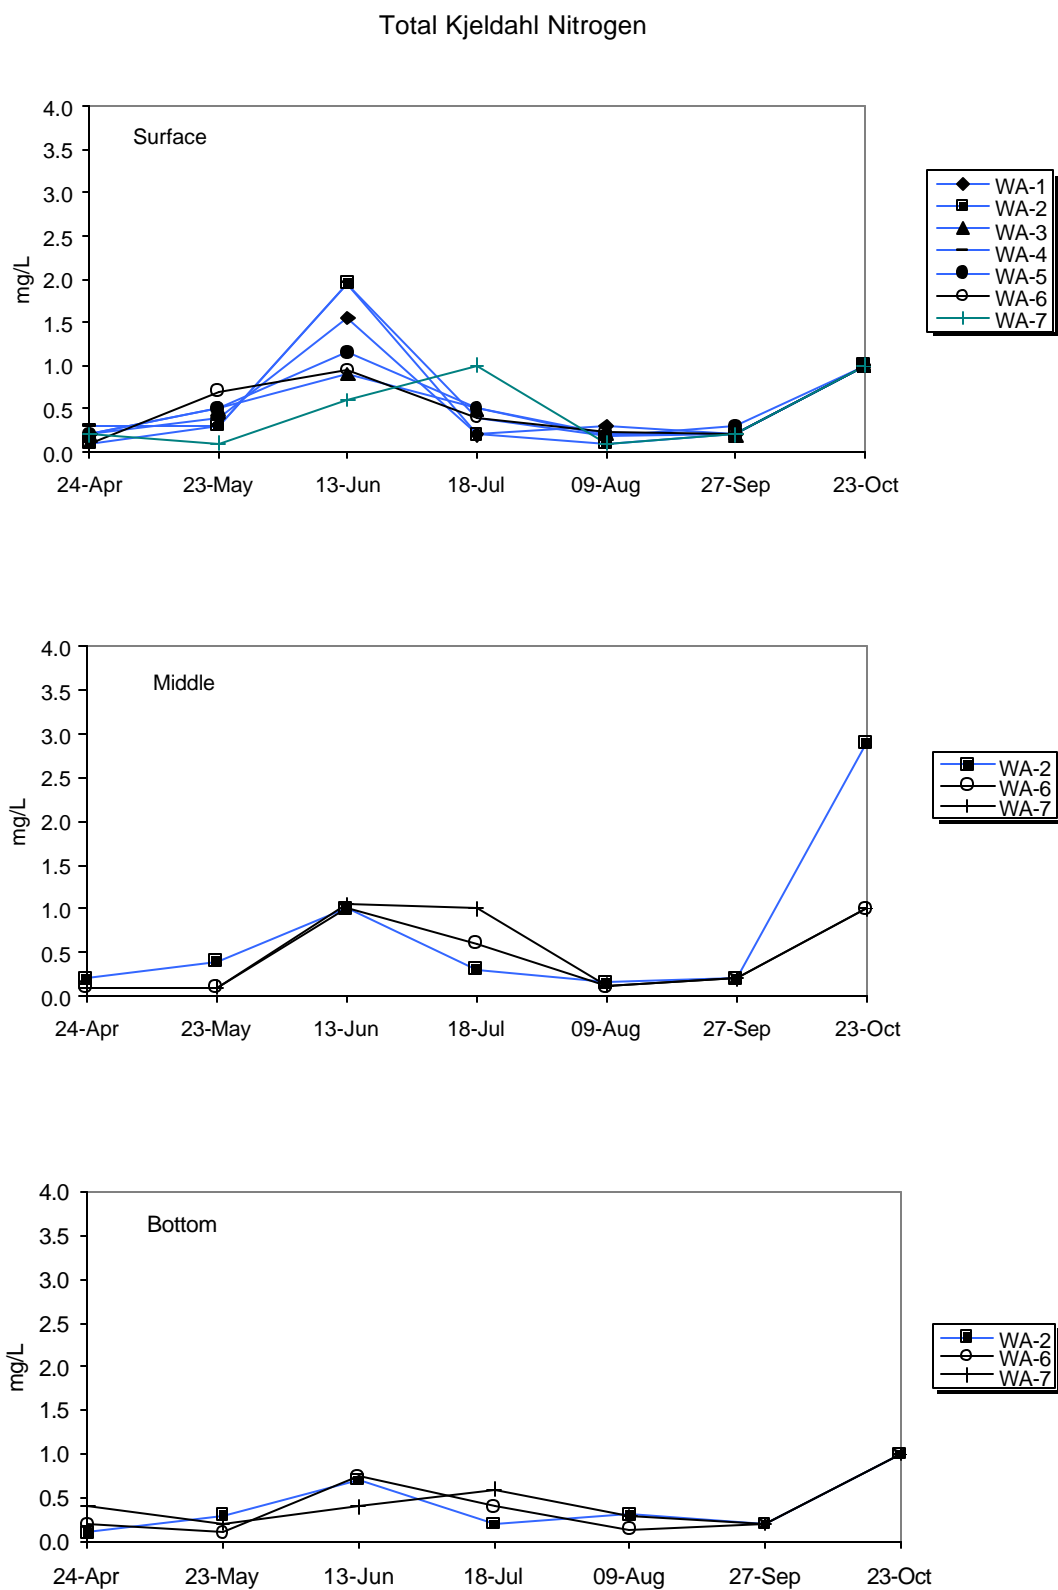 Total Kjeldahl Nitrogen
4.0
3.5
3.0
2.5
2.0
1.5
1.0
0.5
0.0
mg/L
Surface
24-Apr 23-May 13-Jun 18-Jul 09-Aug 27-Sep 23-Oct
WA-1
WA-2
WA-3
WA-4
WA-5
WA-6
WA-7
4.0
3.5
3.0
2.5
2.0
1.5
1.0
0.5
0.0
mg/L
Middle
24-Apr 23-May 13-Jun 18-Jul 09-Aug 27-Sep 23-Oct
WA-2
WA-6
WA-7
4.0
3.5
3.0
2.5
2.0
1.5
1.0
0.5
0.0
mg/L
Bottom
24-Apr 23-May 13-Jun 18-Jul 09-Aug 27-Sep 23-Oct
WA-2
WA-6
WA-7